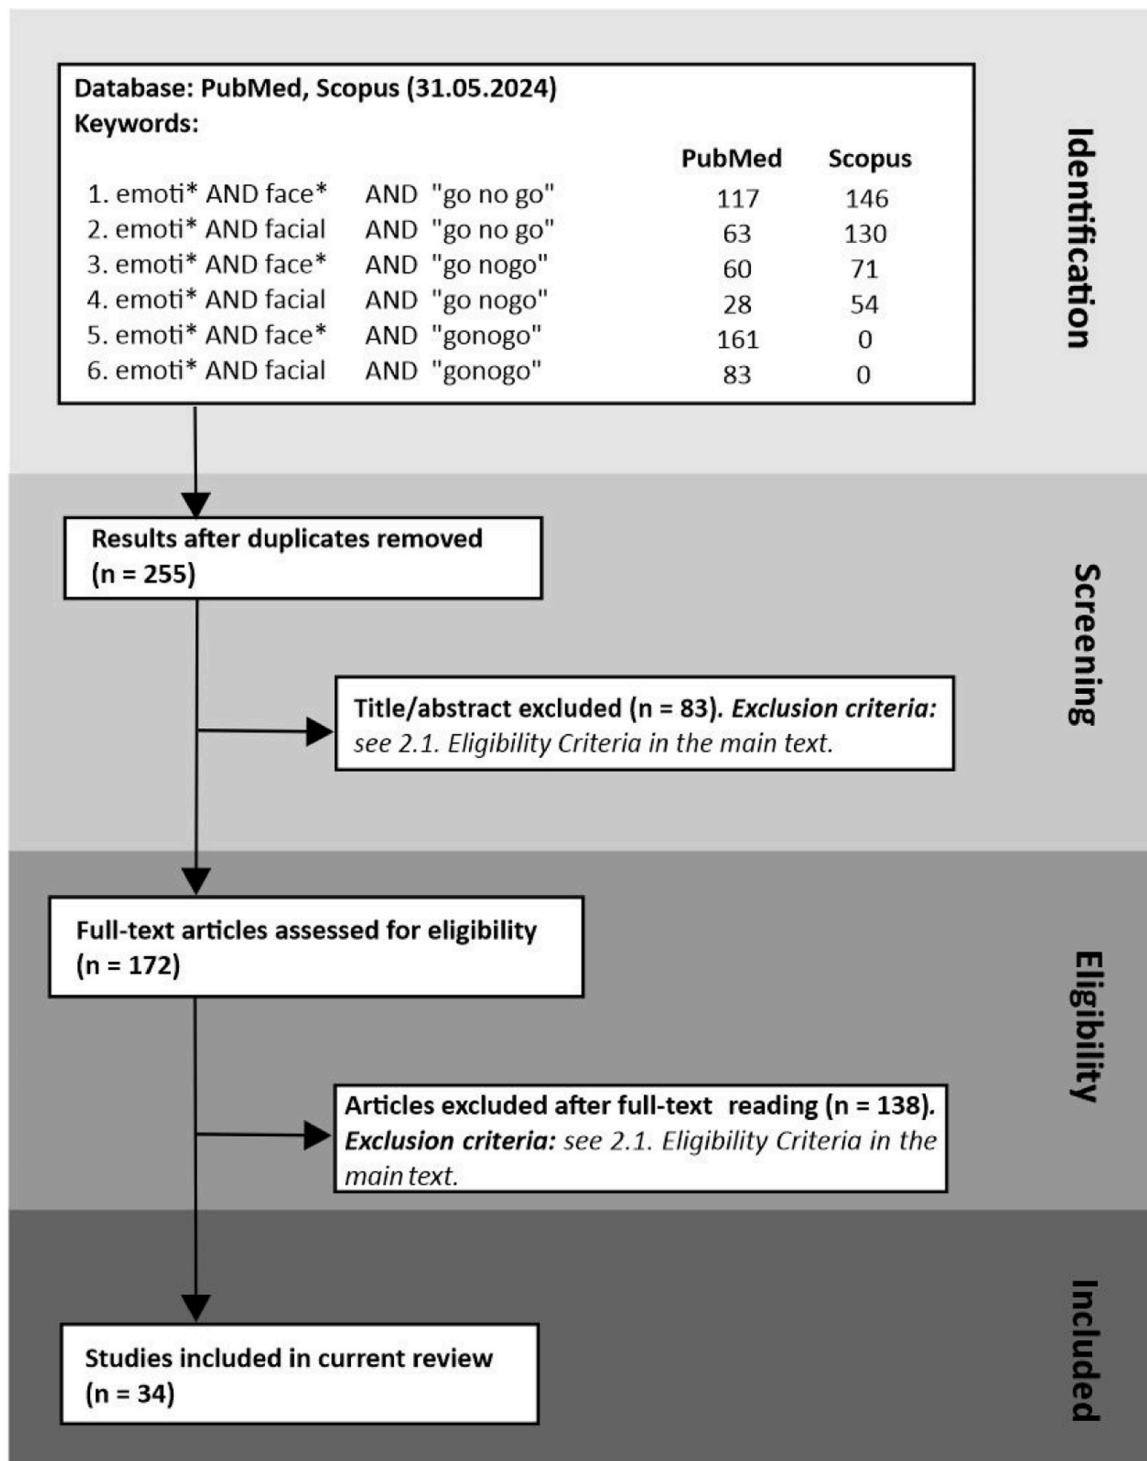 Database: PubMed, Scopus (31.05.2024)
Keywords:
PubMed Scopus
1. emoti* AND face* AND "go no go" 117 146
2. emoti* AND facial AND "go no go" 63 130
3. emoti* AND face* AND "go nogo" 60 71
4. emoti* AND facial AND "go nogo" 28 54
5. emoti* AND face* AND "gonogo" 161 0
6. emoti* AND facial AND "gonogo" 83 0
Identification
Results after duplicates removed
(n = 255)
Title/abstract excluded (n = 83). Exclusion criteria:
see 2.1. Eligibility Criteria in the main text.
Screening
Full-text articles assessed for eligibility
(n = 172)
Articles excluded after full-text reading (n = 138).
Exclusion criteria: see 2.1. Eligibility Criteria in the
main text.
Eligibility
Studies included in current review
(n = 34)
Included